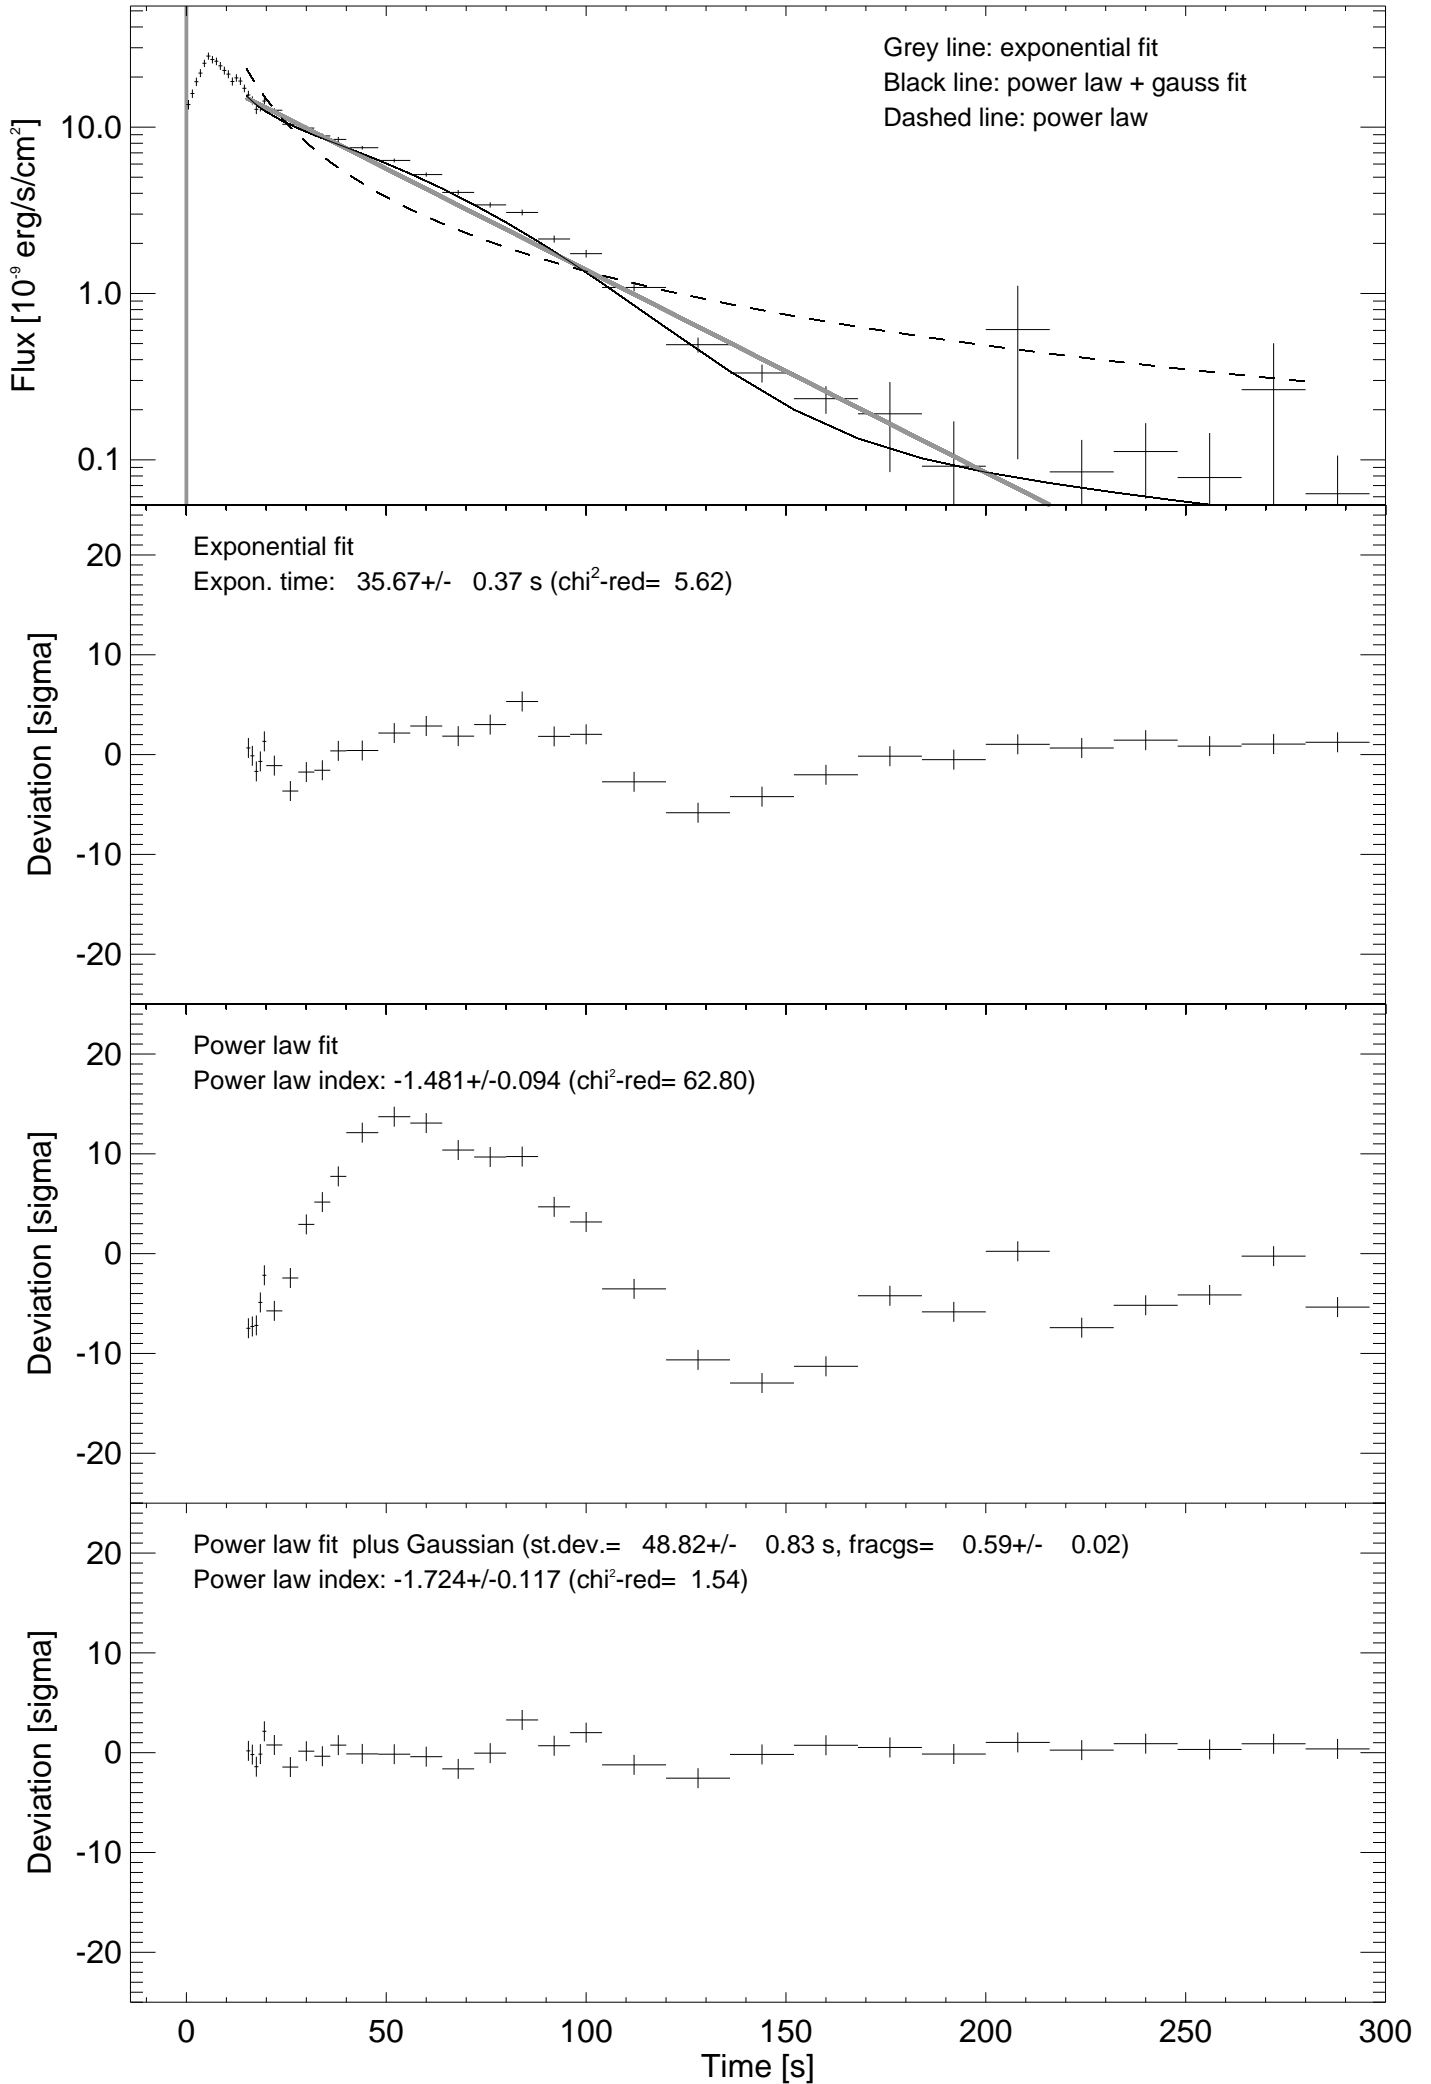 Grey line: exponential fit
Black line: power law + gauss fit
Dashed line: power law
Flux [10⁻⁹ erg/s/cm²]
10.0
1.0
0.1
Exponential fit
Expon. time: 35.67+/- 0.37 s (chi²-red= 5.62)
Deviation [sigma]
20
10
0
-10
-20
Power law fit
Power law index: -1.481+/-0.094 (chi²-red= 62.80)
Deviation [sigma]
20
10
0
-10
-20
Power law fit plus Gaussian (st.dev.= 48.82+/- 0.83 s, fracgs= 0.59+/- 0.02)
Power law index: -1.724+/-0.117 (chi²-red= 1.54)
Deviation [sigma]
20
10
0
-10
-20
0 50 100 150 200 250 300
Time [s]